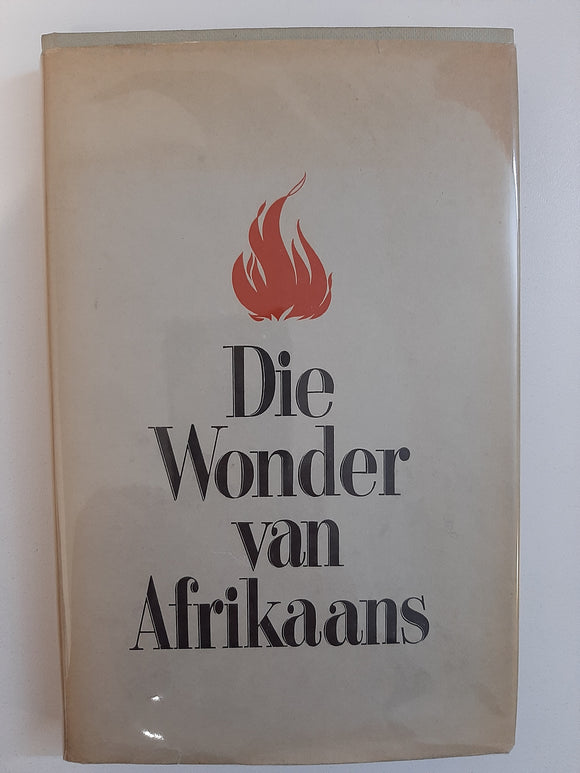 Die
Wonder
van
Afrikaans